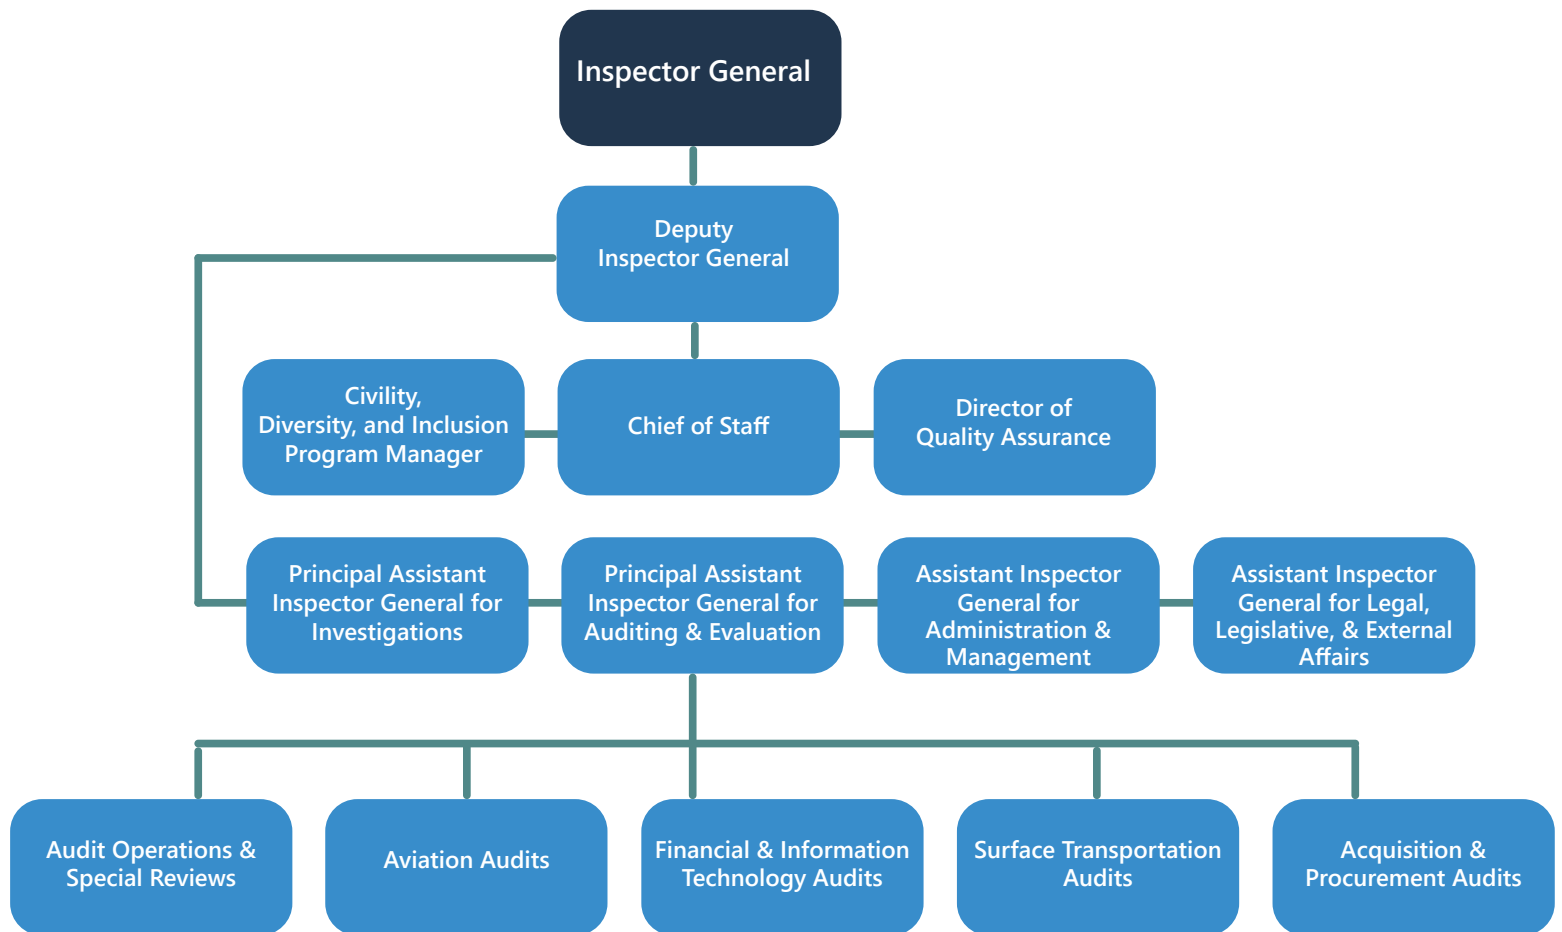 Inspector General
Deputy
Inspector General
Civility,
Diversity, and Inclusion
Program Manager
Chief of Staff
Director of
Quality Assurance
Principal Assistant
Inspector General for
Investigations
Principal Assistant
Inspector General for
Auditing & Evaluation
Assistant Inspector
General for
Administration &
Management
Assistant Inspector
General for Legal,
Legislative, & External
Affairs
Audit Operations &
Special Reviews
Aviation Audits
Financial & Information
Technology Audits
Surface Transportation
Audits
Acquisition &
Procurement Audits